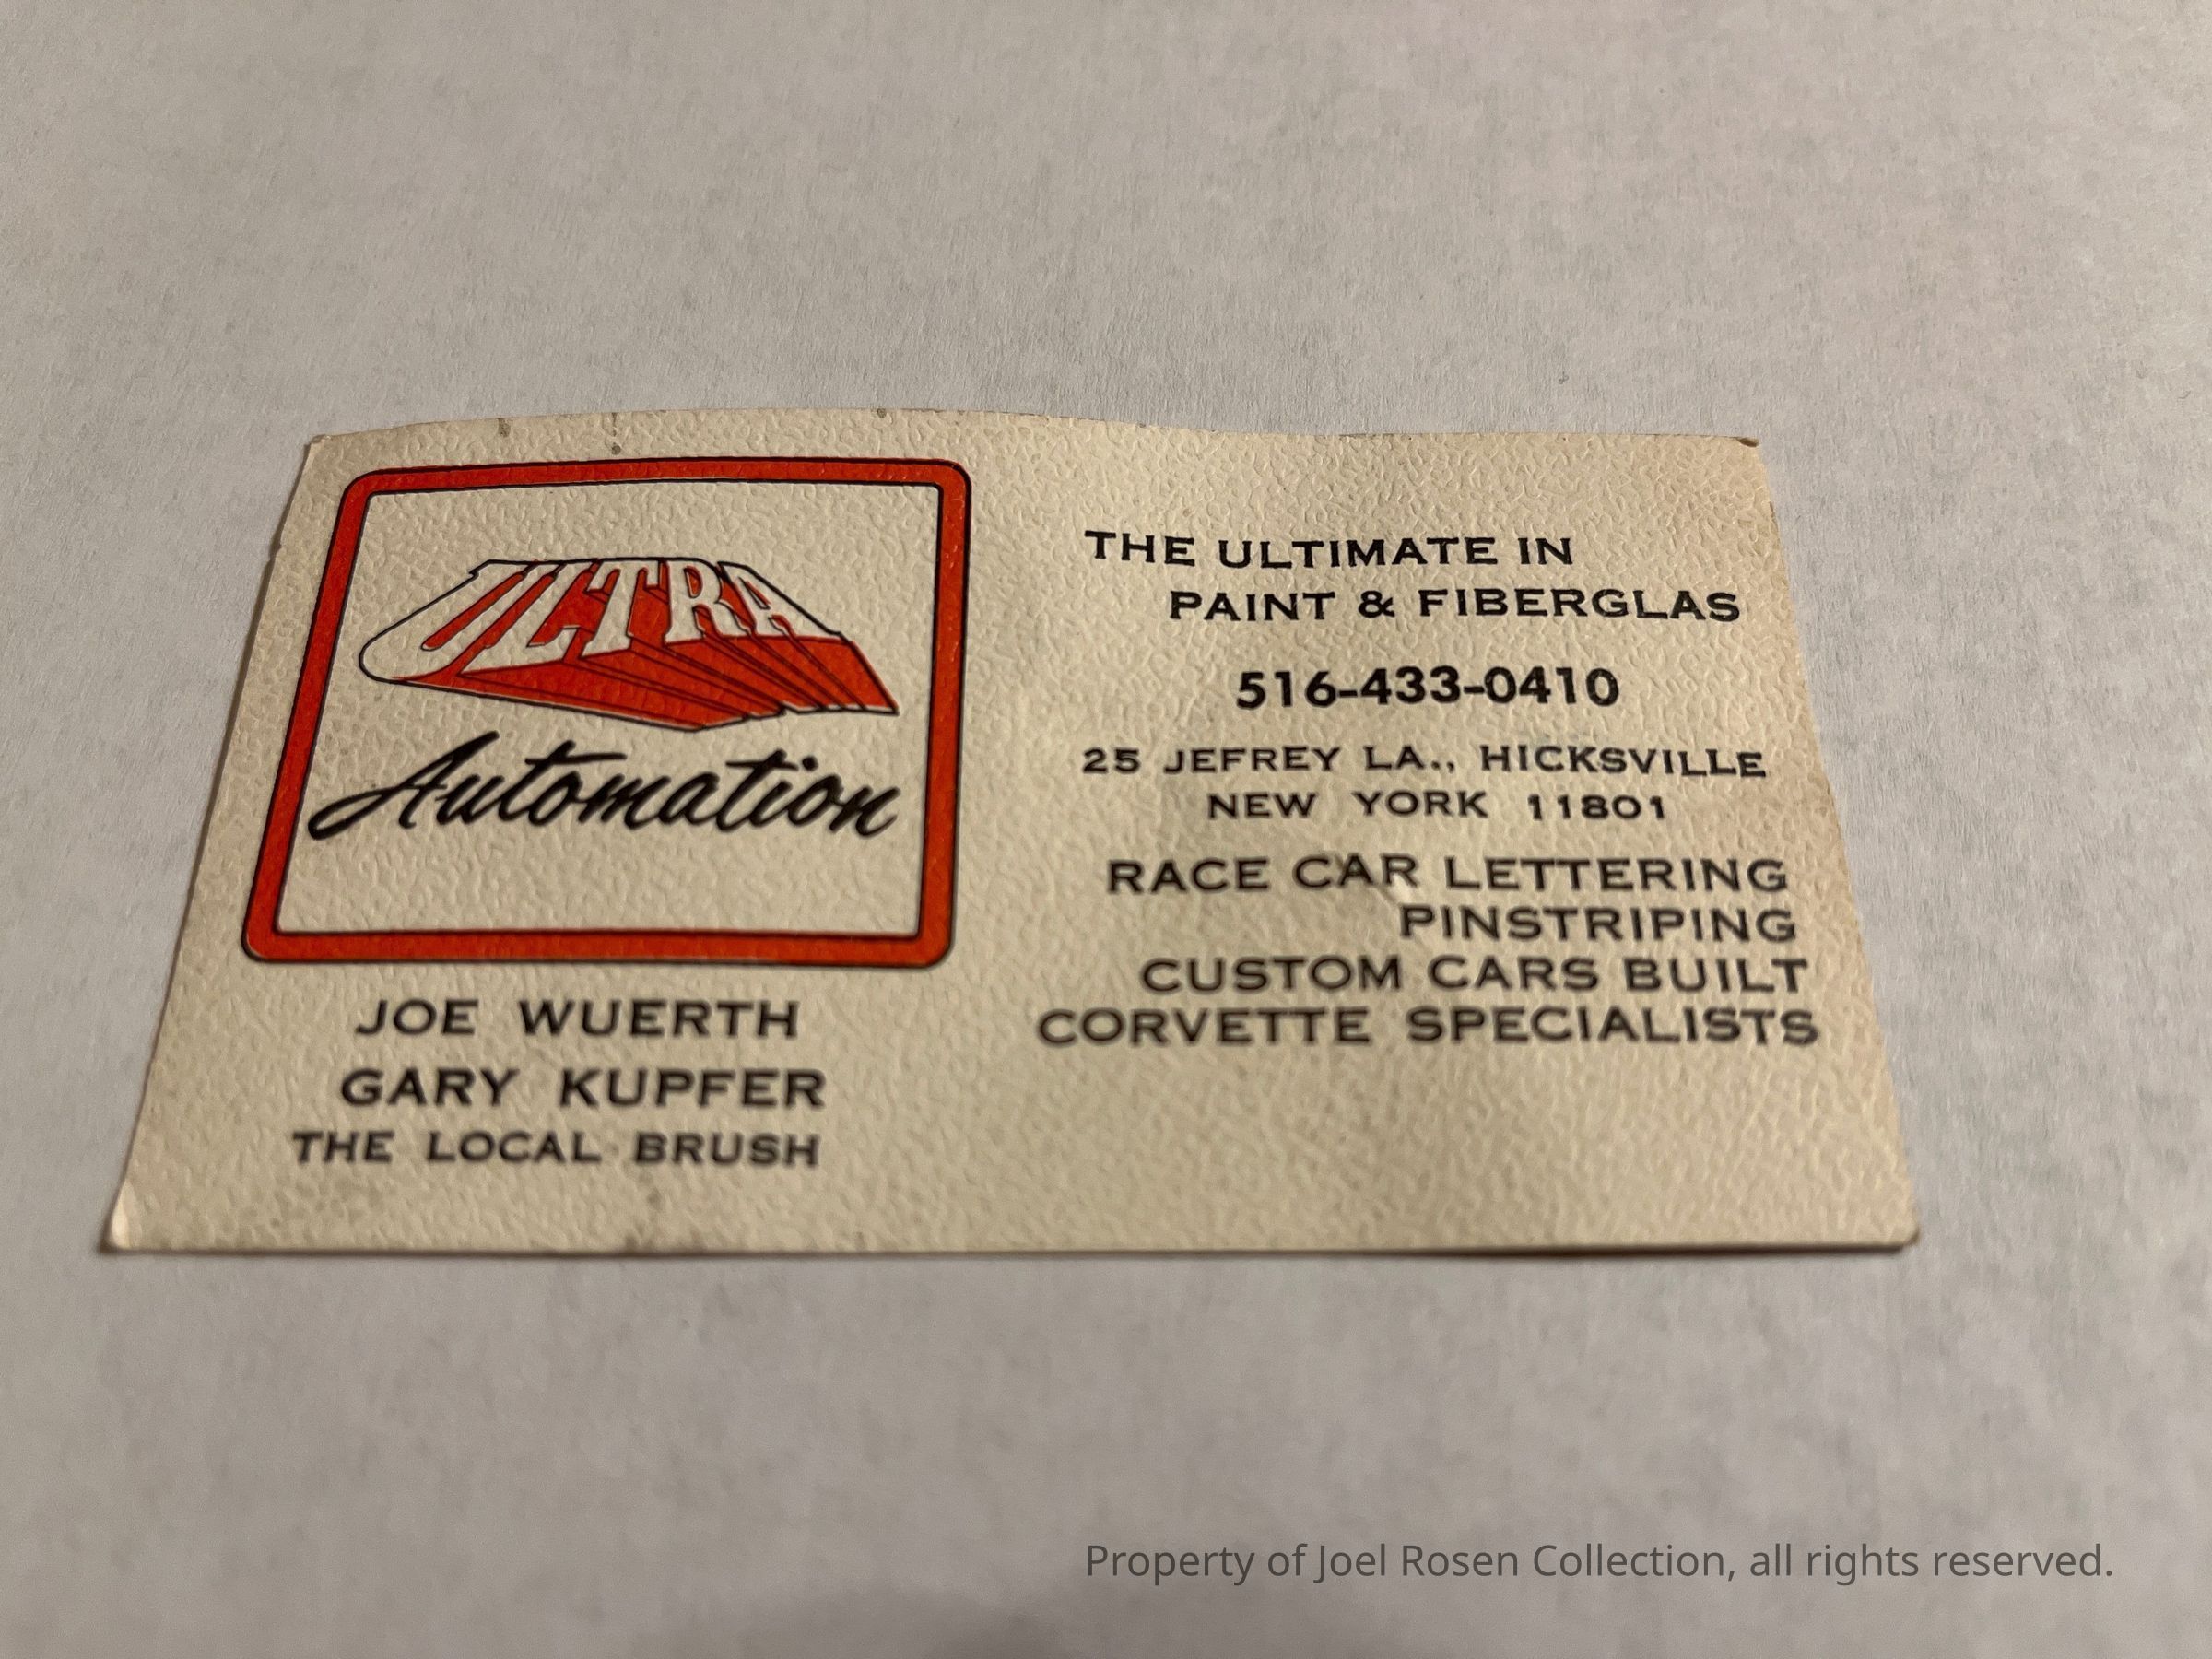 ULTRA
Automation
JOE WUERTH
GARY KUPFER
THE LOCAL BRUSH
THE ULTIMATE IN
PAINT & FIBERGLAS
516-433-0410
25 JEFREY LA., HICKSVILLE
NEW YORK 11801
RACE CAR LETTERING
PINSTRIPING
CUSTOM CARS BUILT
CORVETTE SPECIALISTS
Property of Joel Rosen Collection, all rights reserved.